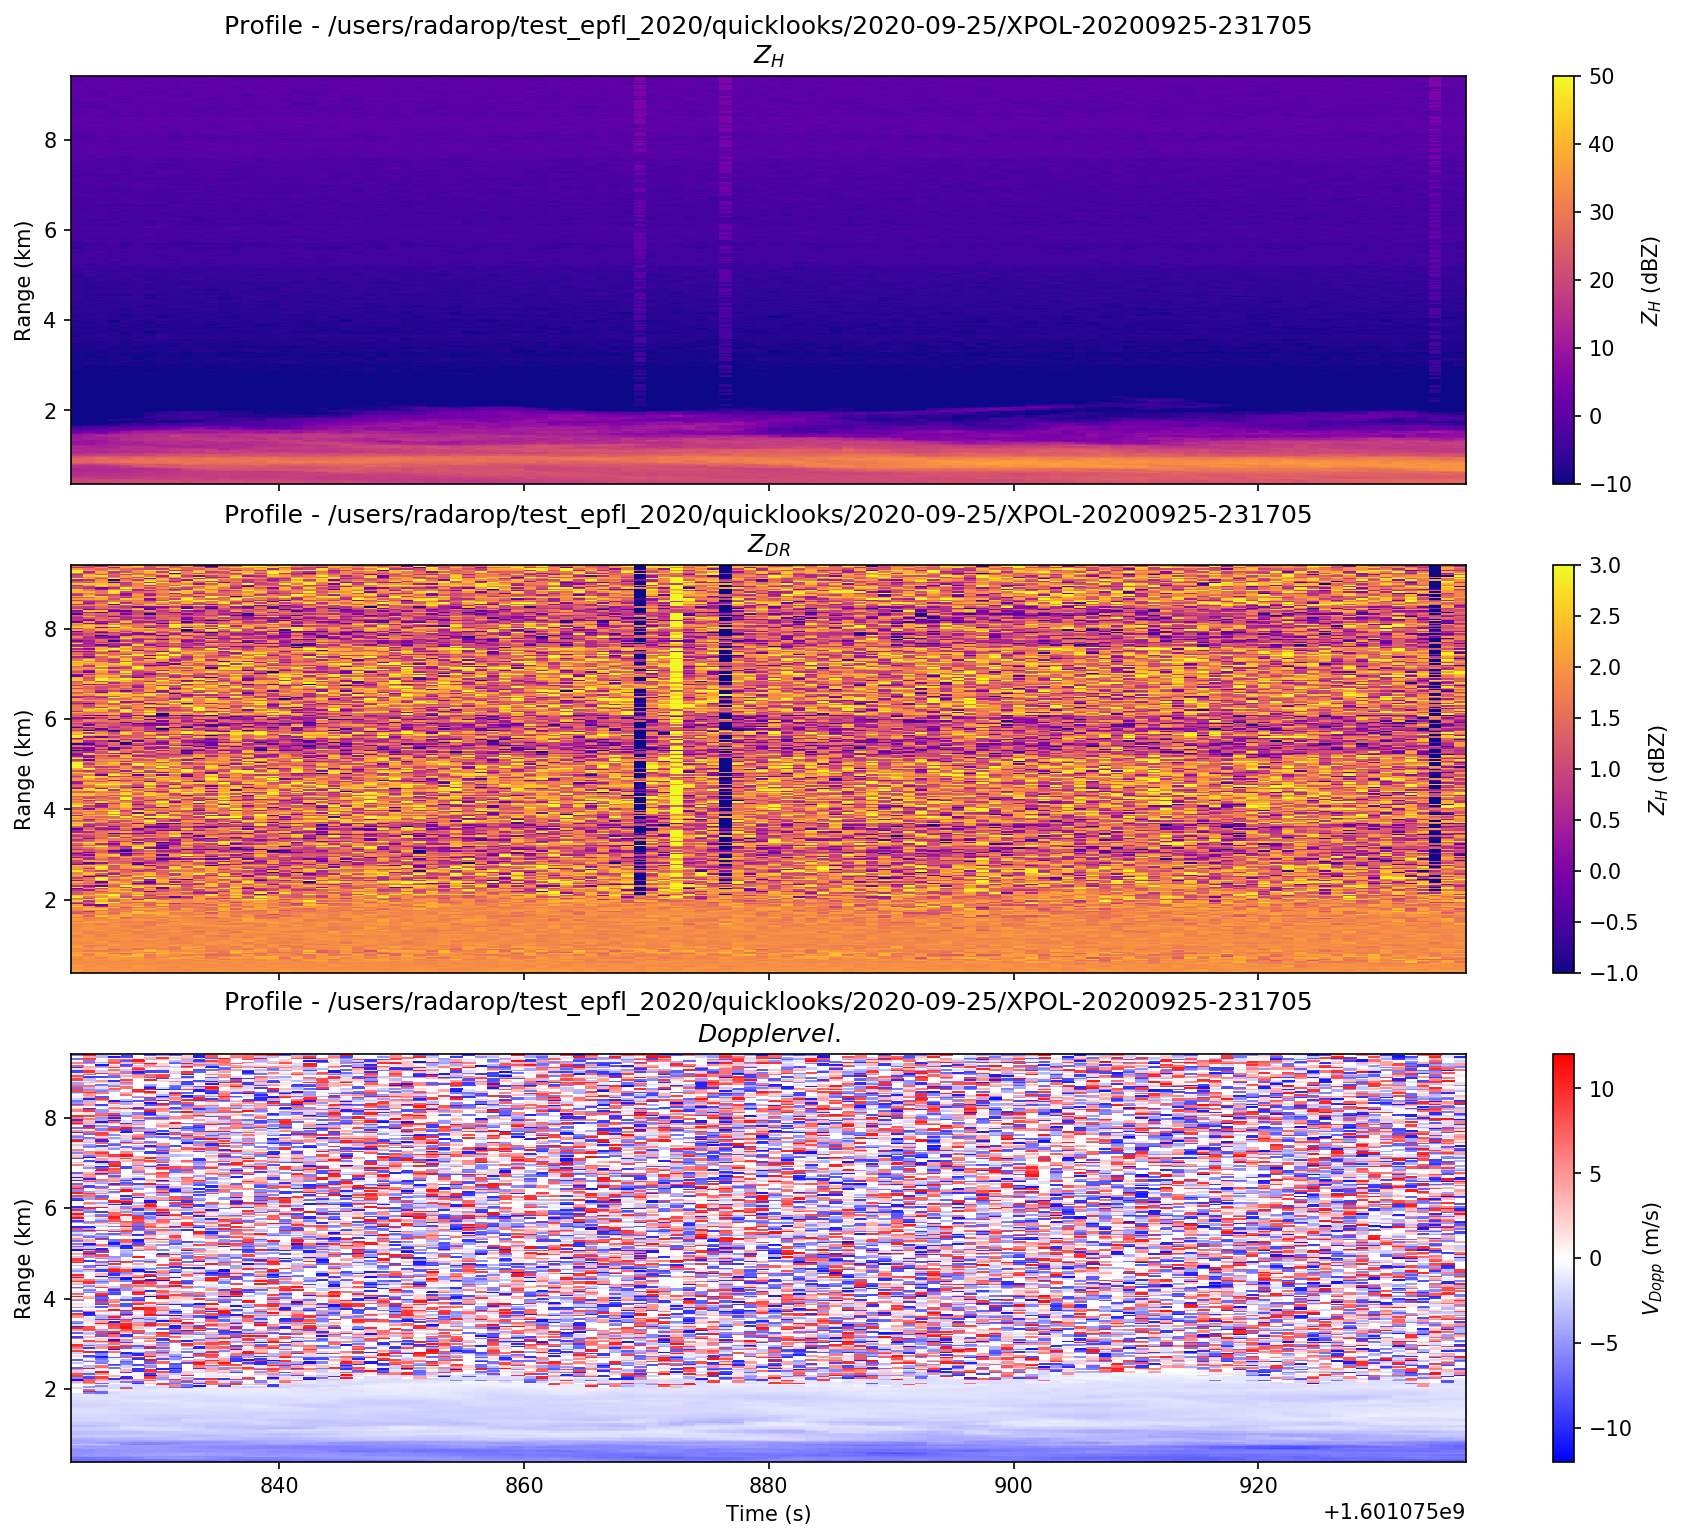 Profile - /users/radarop/test_epfl_2020/quicklooks/2020-09-25/XPOL-20200925-231705
Z_H
8
6
4
2
Range (km)
50
40
30
20
10
0
−10
Z_H (dBZ)
Profile - /users/radarop/test_epfl_2020/quicklooks/2020-09-25/XPOL-20200925-231705
Z_DR
8
6
4
2
Range (km)
3.0
2.5
2.0
1.5
1.0
0.5
0.0
−0.5
−1.0
Z_H (dBZ)
Profile - /users/radarop/test_epfl_2020/quicklooks/2020-09-25/XPOL-20200925-231705
Dopplervel.
8
6
4
2
Range (km)
10
5
0
−5
−10
V_Dopp (m/s)
840 860 880 900 920
Time (s)
+1.601075e9